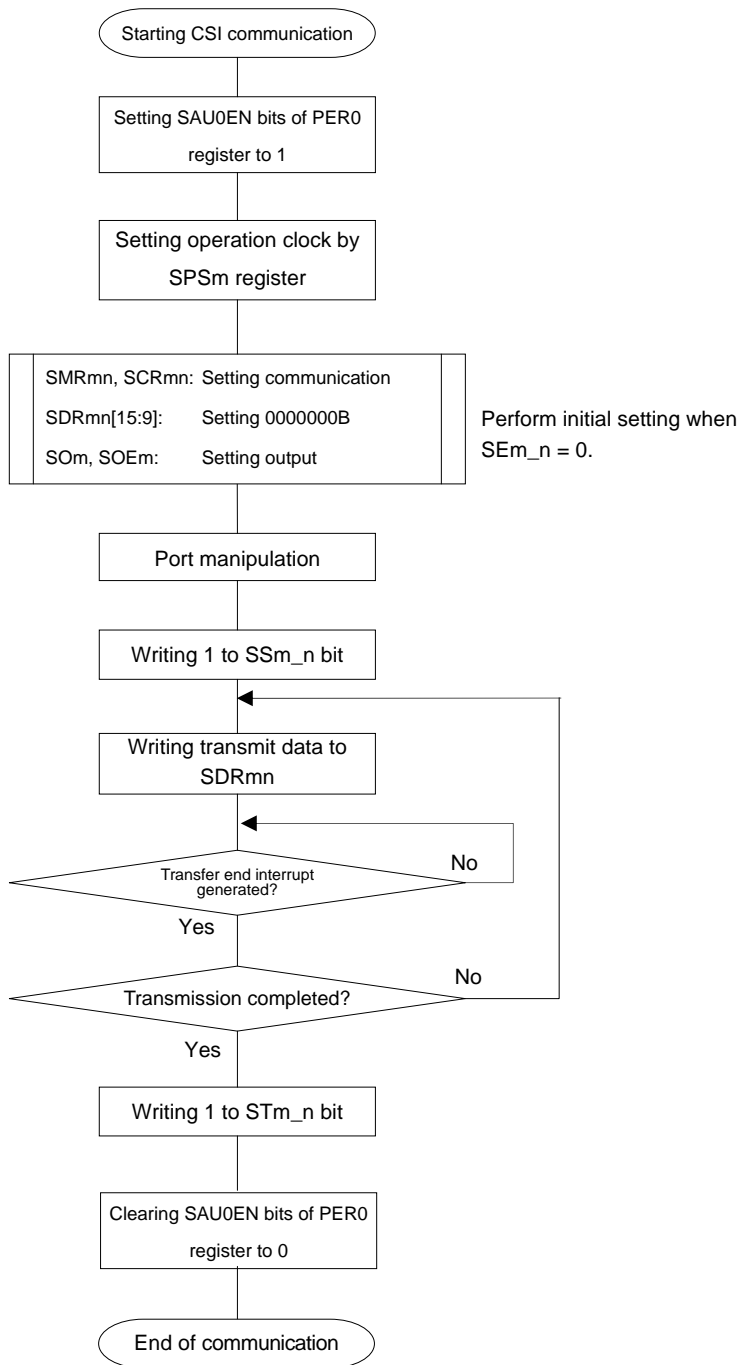 Starting CSI communication
Setting SAU0EN bits of PER0
register to 1
Setting operation clock by
SPSm register
SMRmn, SCRmn: Setting communication
SDRmn[15:9]: Setting 0000000B
SOm, SOEm: Setting output
Perform initial setting when
SEm_n = 0.
Port manipulation
Writing 1 to SSm_n bit
Writing transmit data to
SDRmn
Transfer end interrupt
generated?
No
Yes
Transmission completed?
No
Yes
Writing 1 to STm_n bit
Clearing SAU0EN bits of PER0
register to 0
End of communication